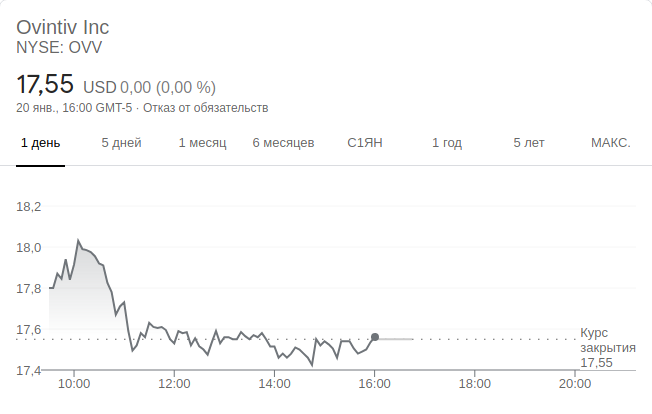 Ovintiv Inc
NYSE: OVV
17,55 USD 0,00 (0,00 %)
20 янв., 16:00 GMT-5 · Отказ от обязательств
1 день 5 дней 1 месяц 6 месяцев С1ЯН 1 год 5 лет МАКС.
18,2
18,0
17,8
17,6
17,4
Курс
закрытия
17,55
10:00 12:00 14:00 16:00 18:00 20:00